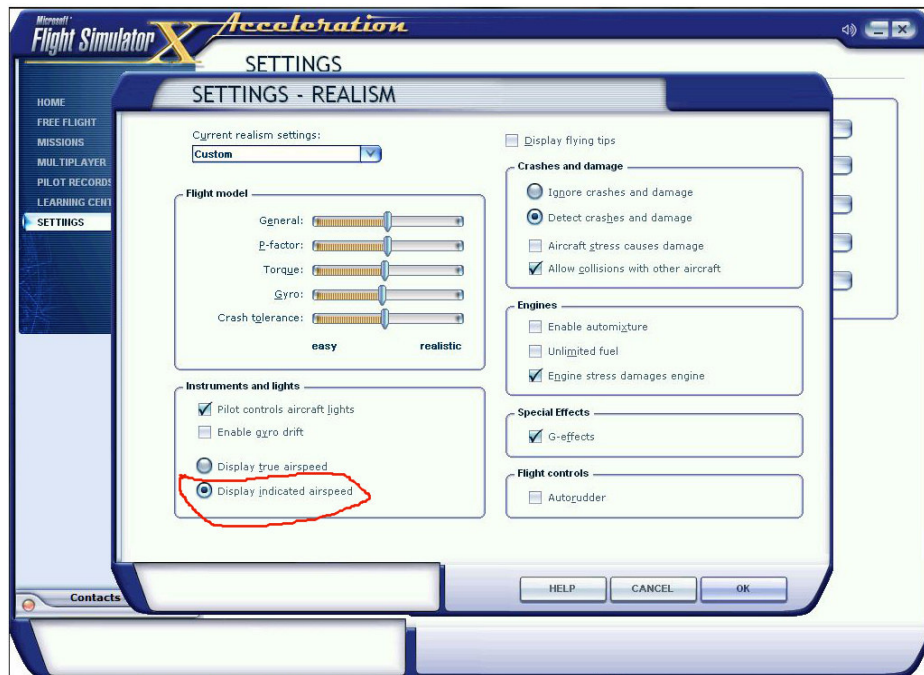 Microsoft
Flight Simulator X
Acceleration
SETTINGS
SETTINGS - REALISM
HOME
FREE FLIGHT
MISSIONS
MULTIPLAYER
PILOT RECORDS
LEARNING CENT
SETTINGS
Current realism settings:
Custom
Flight model
General:
P-factor:
Torque:
Gyro:
Crash tolerance:
easy realistic
Instruments and lights
Pilot controls aircraft lights
Enable gyro drift
Display true airspeed
Display indicated airspeed
Display flying tips
Crashes and damage
Ignore crashes and damage
Detect crashes and damage
Aircraft stress causes damage
Allow collisions with other aircraft
Engines
Enable automixture
Unlimited fuel
Engine stress damages engine
Special Effects
G-effects
Flight controls
Autorudder
HELP CANCEL OK
Contacts